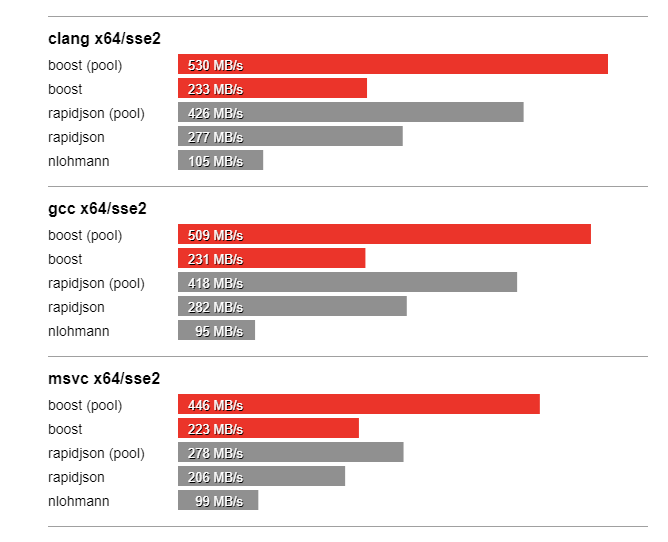 clang x64/sse2
boost (pool) 530 MB/s
boost 233 MB/s
rapidjson (pool) 426 MB/s
rapidjson 277 MB/s
nlohmann 105 MB/s
gcc x64/sse2
boost (pool) 509 MB/s
boost 231 MB/s
rapidjson (pool) 418 MB/s
rapidjson 282 MB/s
nlohmann 95 MB/s
msvc x64/sse2
boost (pool) 446 MB/s
boost 223 MB/s
rapidjson (pool) 278 MB/s
rapidjson 206 MB/s
nlohmann 99 MB/s